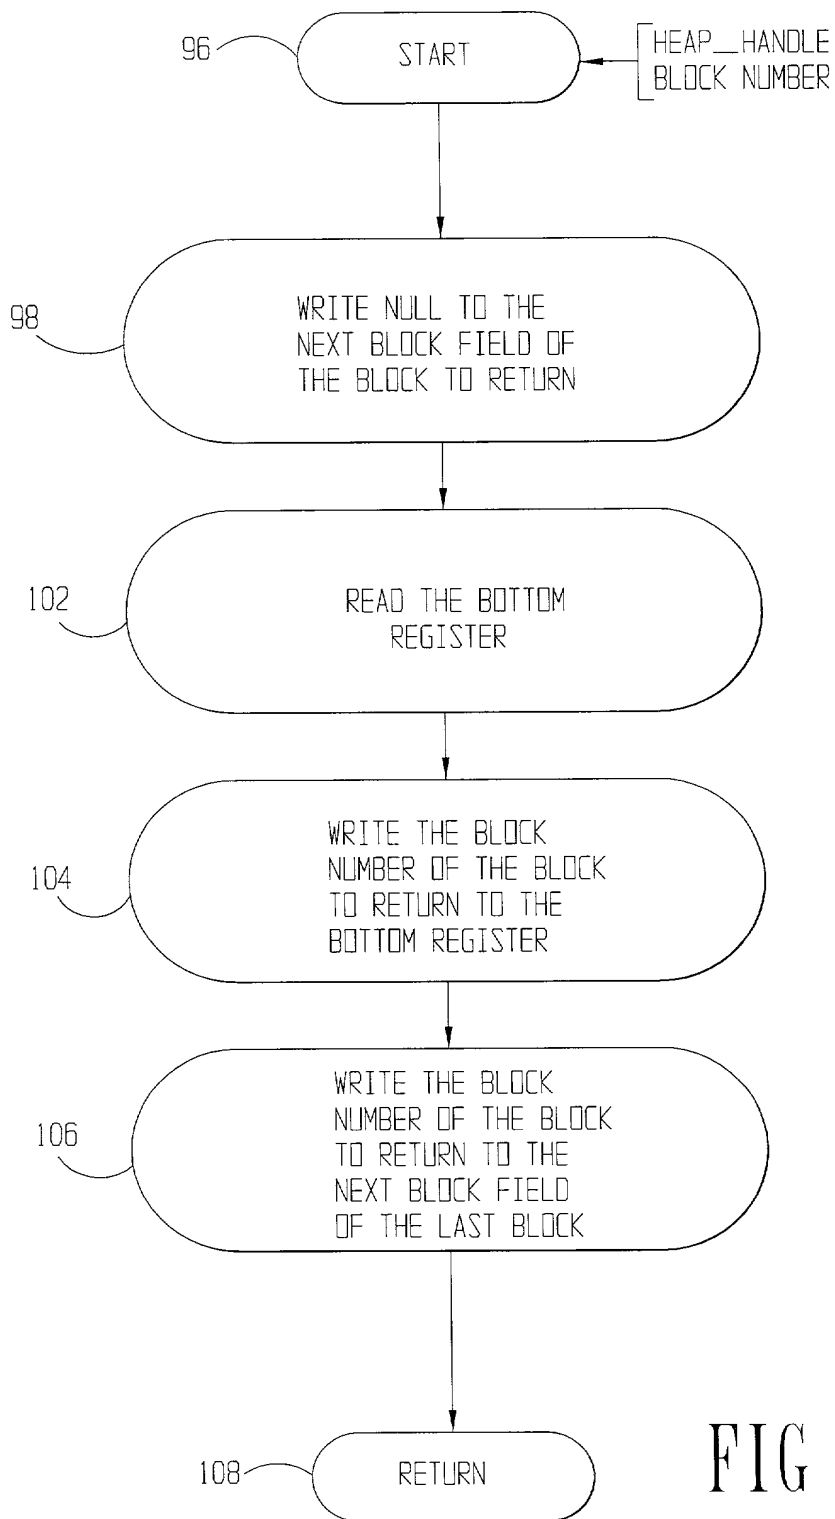 96
START
HEAP_HANDLE
BLOCK NUMBER
98
WRITE NULL TO THE
NEXT BLOCK FIELD OF
THE BLOCK TO RETURN
102
READ THE BOTTOM
REGISTER
104
WRITE THE BLOCK
NUMBER OF THE BLOCK
TO RETURN TO THE
BOTTOM REGISTER
106
WRITE THE BLOCK
NUMBER OF THE BLOCK
TO RETURN TO THE
NEXT BLOCK FIELD
OF THE LAST BLOCK
108
RETURN
FIG